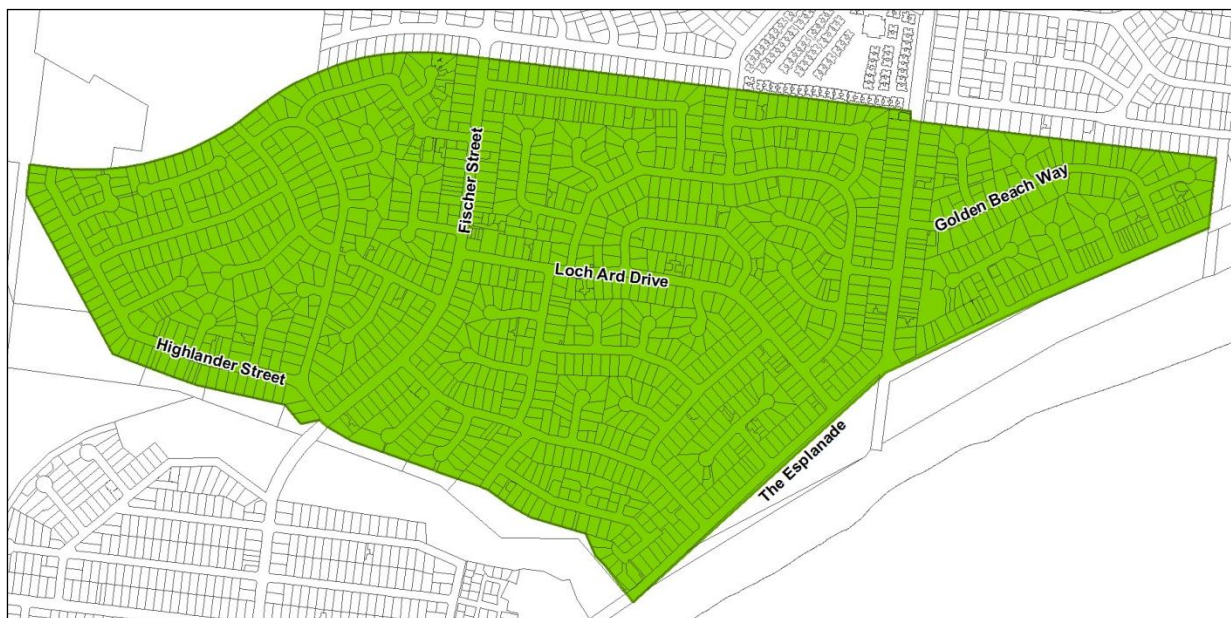 Fischer Street
Golden Beach Way
Loch Ard Drive
Highlander Street
The Esplanade